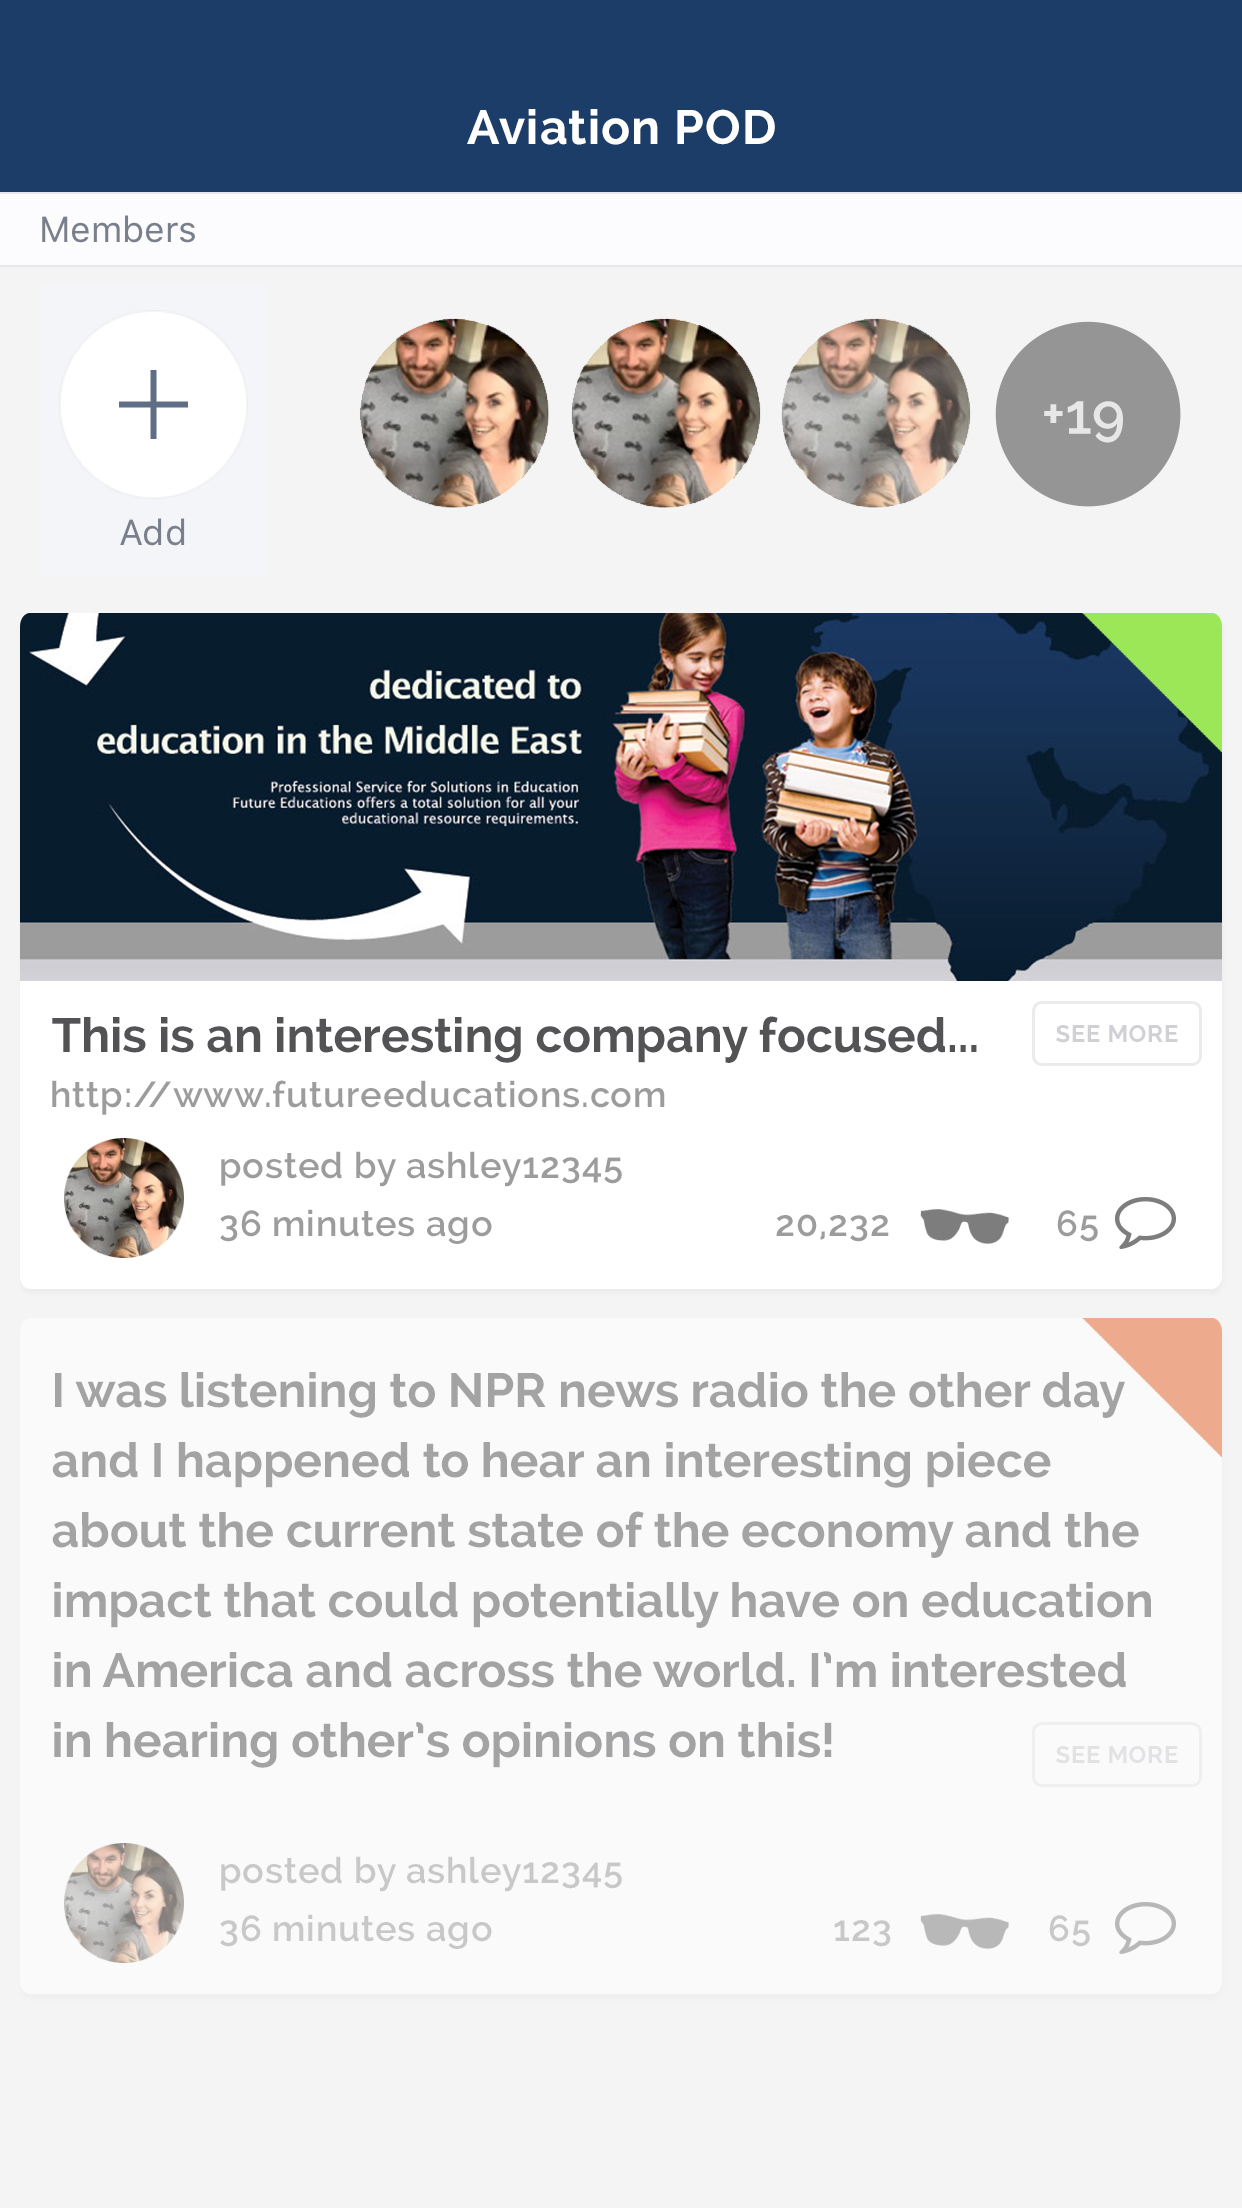 Aviation POD
Members
+19
Add
dedicated to
education in the Middle East
Professional Service for Solutions in Education
Future Educations offers a total solution for all your
educational resource requirements.
This is an interesting company focused...
SEE MORE
http://www.futureeducations.com
posted by ashley12345
36 minutes ago
20,232
65
I was listening to NPR news radio the other day
and I happened to hear an interesting piece
about the current state of the economy and the
impact that could potentially have on education
in America and across the world. I’m interested
in hearing other’s opinions on this!
SEE MORE
posted by ashley12345
36 minutes ago
123
65